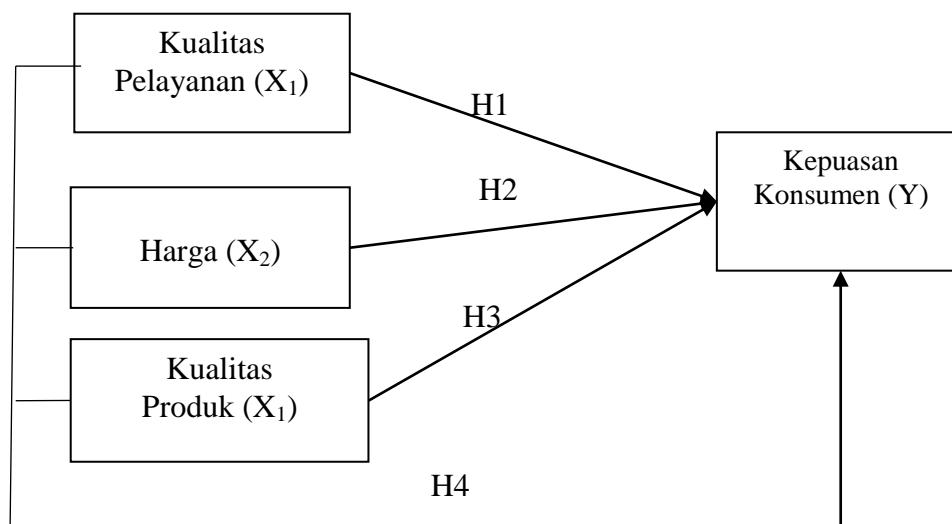 Kualitas
Pelayanan (X₁)
H1
Kepuasan
Konsumen (Y)
H2
Harga (X₂)
H3
Kualitas
Produk (X₁)
H4